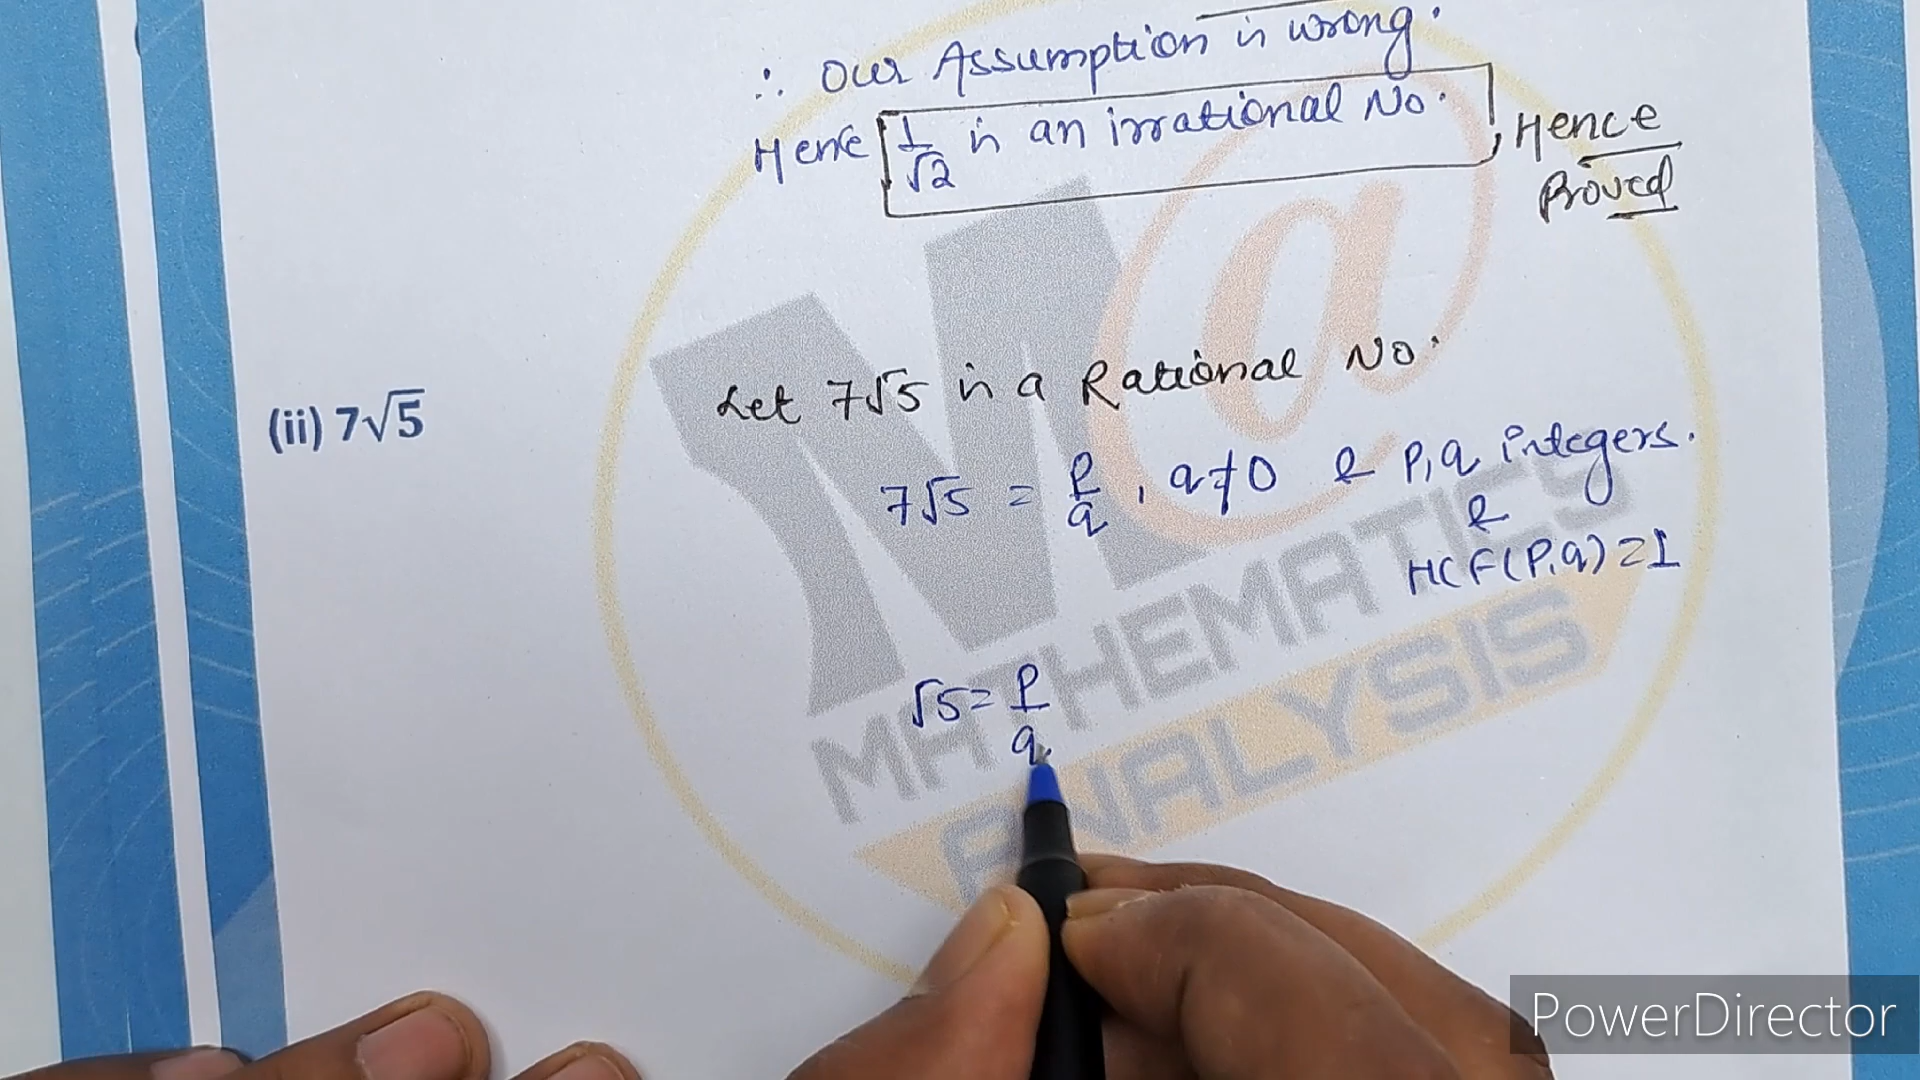 ∴ Our Assumption is wrong.
Hence 1/√2 is an irrational No. , Hence
Proved
(ii) 7√5
Let 7√5 is a Rational No.
7√5 = P/q , q≠0 & P,q integers.
&
HCF(P,q)=1
√5= P/q
MATHEMATICS
ANALYSIS
PowerDirector